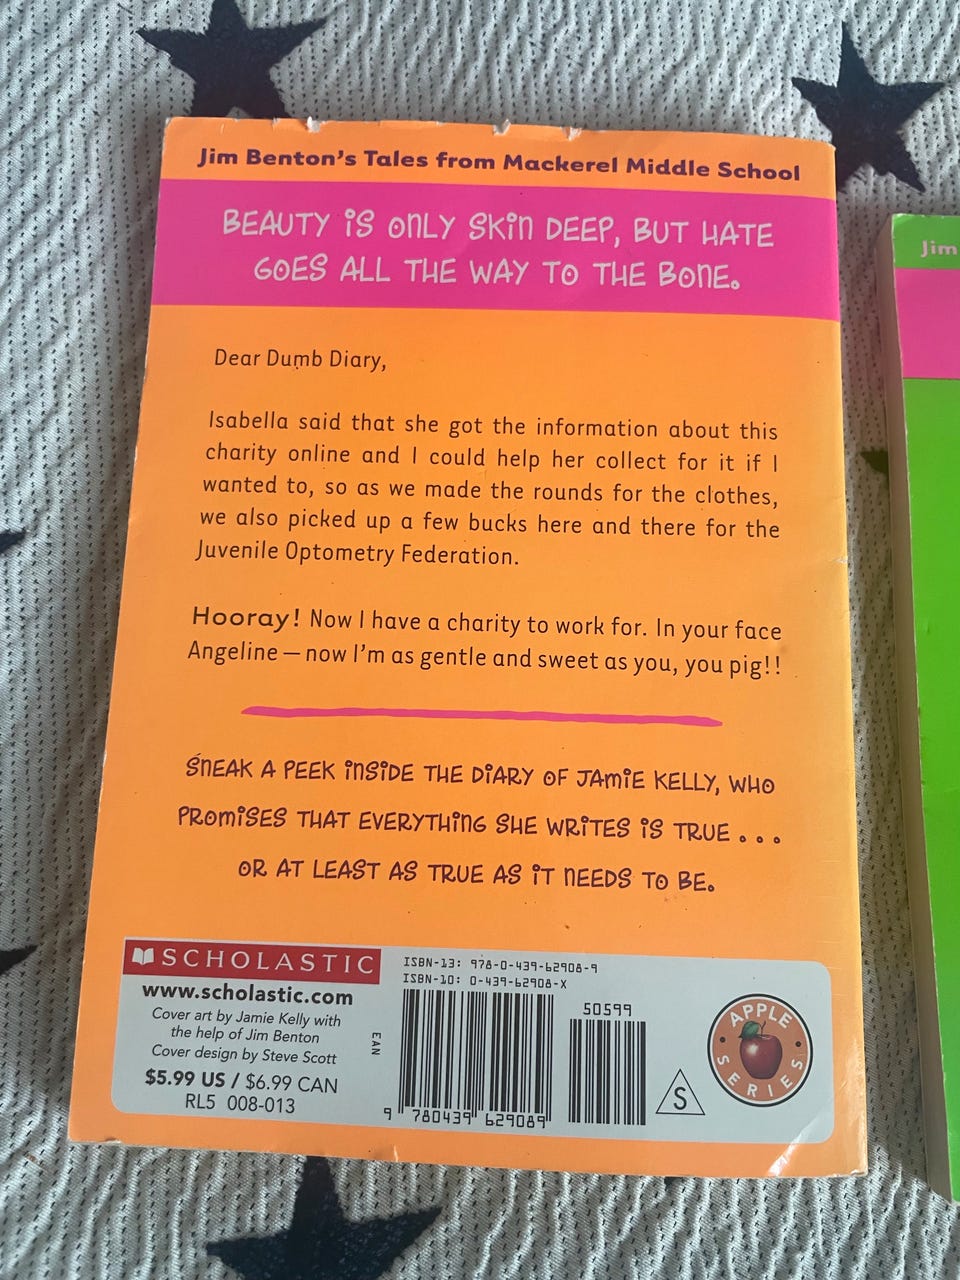 Jim Benton's Tales from Mackerel Middle School
BEAUTY iS ONLY SKiN DEEP, BUT HATE
GOES ALL THE WAY TO THE BONE.
Dear Dumb Diary,
Isabella said that she got the information about this
charity online and I could help her collect for it if I
wanted to, so as we made the rounds for the clothes,
we also picked up a few bucks here and there for the
Juvenile Optometry Federation.
Hooray! Now I have a charity to work for. In your face
Angeline — now I'm as gentle and sweet as you, you pig!!
SNEAK A PEEK iNSiDE THE DiARY OF JAMiE KELLY, WHO
PROMiSES THAT EVERYTHiNG SHE WRiTES iS TRUE . . .
OR AT LEAST AS TRUE AS iT NEEDS TO BE.
SCHOLASTIC
www.scholastic.com
Cover art by Jamie Kelly with
the help of Jim Benton
Cover design by Steve Scott
$5.99 US / $6.99 CAN
RL5 008-013
EAN
ISBN-13: 978-0-439-62908-9
ISBN-10: 0-439-62908-X
50599
9 780439 629089
S
APPLE
SERIES
Jim